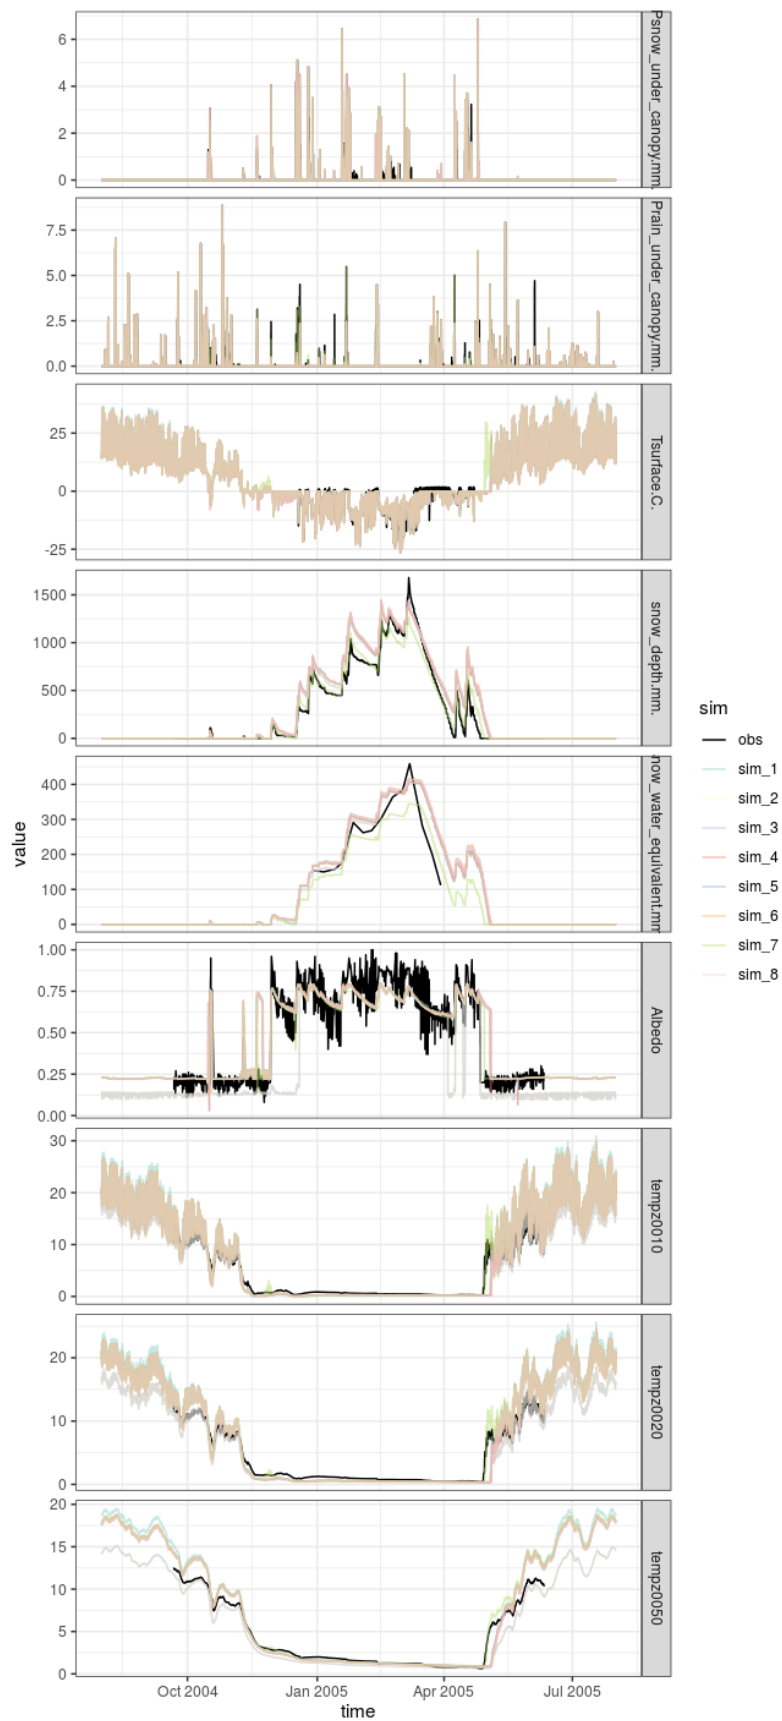 Psnow_under_canopy.mm.
6
4
2
0
Prain_under_canopy.mm.
7.5
5.0
2.5
0.0
Tsurface.C.
25
0
-25
snow_depth.mm.
1500
1000
500
0
now_water_equivalent.mm
400
300
200
100
0
Albedo
1.00
0.75
0.50
0.25
0.00
tempz0010
30
20
10
0
tempz0020
20
10
0
tempz0050
20
15
10
5
0
Oct 2004
Jan 2005
Apr 2005
Jul 2005
time
value
sim
obs
sim_1
sim_2
sim_3
sim_4
sim_5
sim_6
sim_7
sim_8